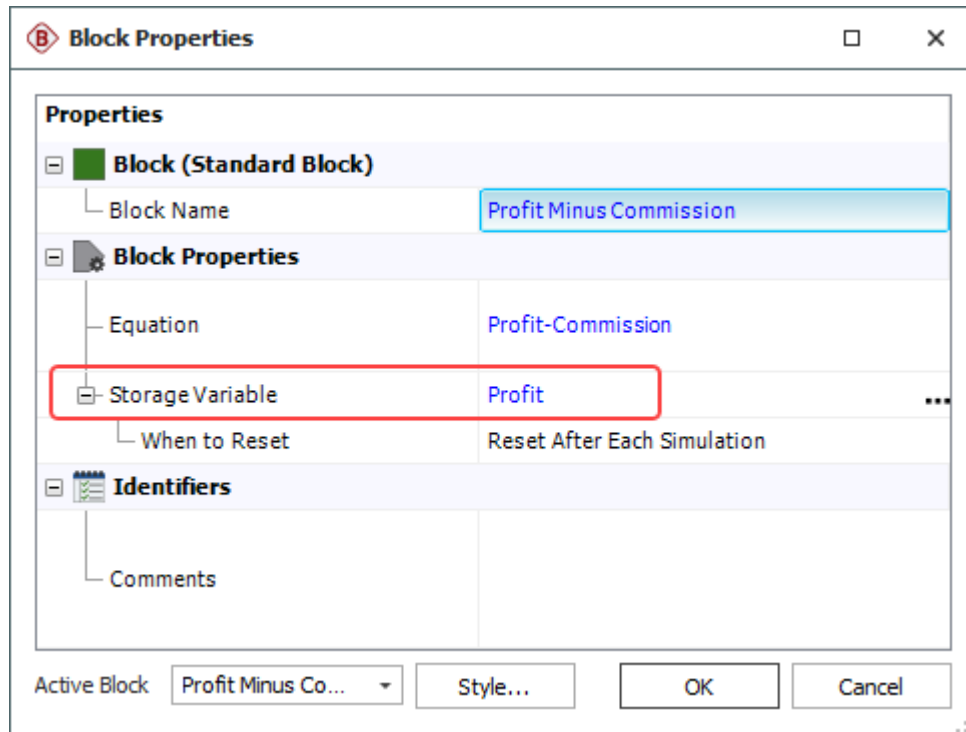 B Block Properties
Properties
Block (Standard Block)
Block Name Profit Minus Commission
Block Properties
Equation Profit-Commission
Storage Variable Profit ...
When to Reset Reset After Each Simulation
Identifiers
Comments
Active Block Profit Minus Co... Style... OK Cancel